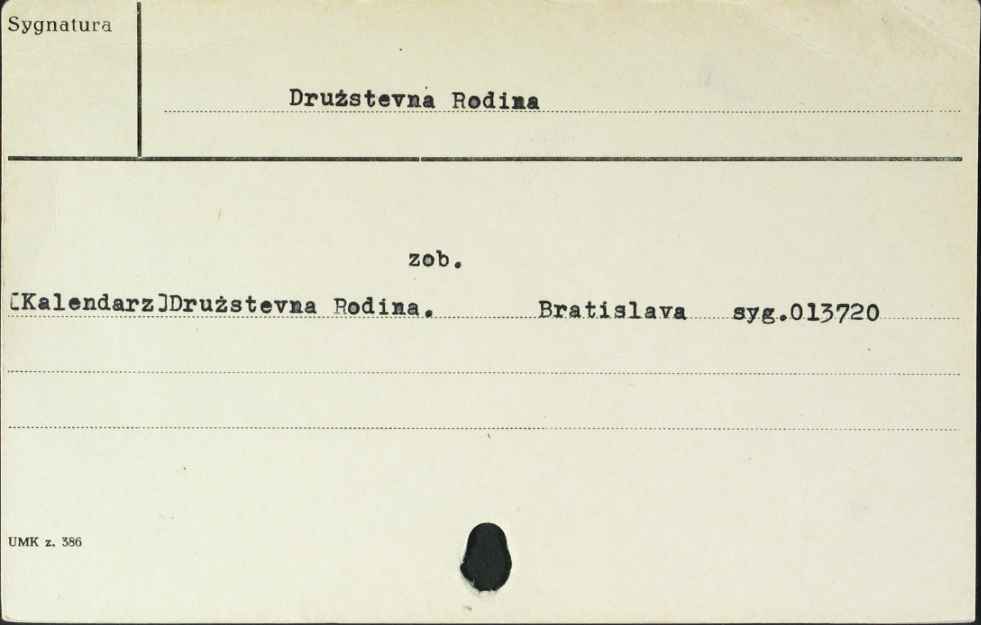 Sygnatura
Drużstevna Rodina
zob.
[Kalendarz]Drużstevna Rodina. Bratislava syg.013720
UMK z. 386